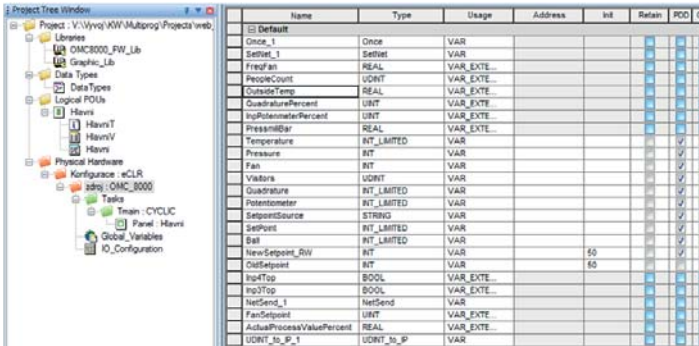 Project Tree Window
Project : V:\Vyvoj\KW\Multiprog\Projects\web_
Libraries
OMC8000_FW_Lib
Graphic_Lib
Data Types
DataTypes
Logical POUs
Hlavni
HlavniT
HlavniV
Hlavni
Physical Hardware
Konfigurace : eCLR
zdroj : OMC_8000
Tasks
Tmain : CYCLIC
Panel : Hlavni
Global_Variables
IO_Configuration
Name Type Usage Address Init Retain PDD
Default
Once_1 Once VAR
SetNet_1 SetNet VAR
FreqFan REAL VAR_EXTE...
PeopleCount UDINT VAR_EXTE...
OutsideTemp REAL VAR_EXTE...
QuadraturePercent UINT VAR_EXTE...
InpPotenmeterPercent UINT VAR_EXTE...
PressmiliBar REAL VAR_EXTE...
Temperature INT_LIMITED VAR
Pressure INT VAR
Fan INT VAR
Visitors UDINT VAR
Quadrature INT_LIMITED VAR
Potentiometer INT_LIMITED VAR
SetpointSource STRING VAR
SetPoint INT_LIMITED VAR
Ball INT_LIMITED VAR
NewSetpoint_RW INT VAR 50
OldSetpoint INT VAR 50
Inp4Top BOOL VAR_EXTE...
Inp3Top BOOL VAR_EXTE...
NetSend_1 NetSend VAR
FanSetpoint UINT VAR_EXTE...
ActualProcessValuePercent REAL VAR_EXTE...
UDINT_to_IP_1 UDINT_to_IP VAR